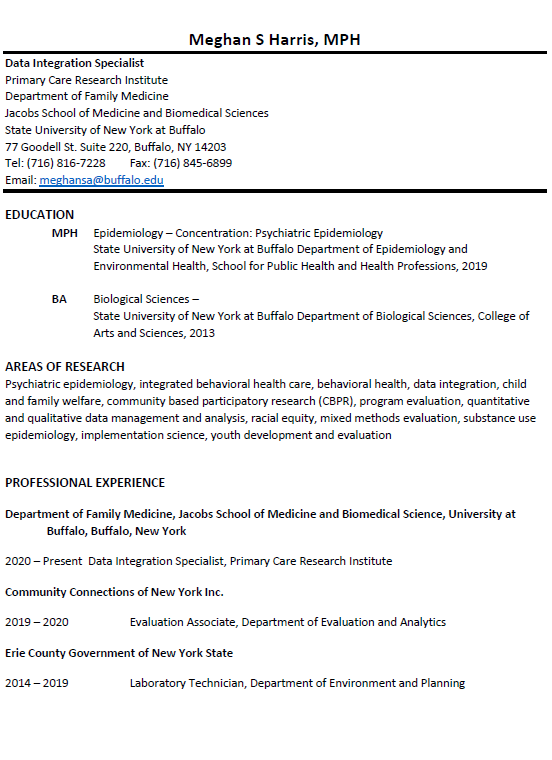 Meghan S Harris, MPH
Data Integration Specialist
Primary Care Research Institute
Department of Family Medicine
Jacobs School of Medicine and Biomedical Sciences
State University of New York at Buffalo
77 Goodell St. Suite 220, Buffalo, NY 14203
Tel: (716) 816-7228 Fax: (716) 845-6899
Email: meghansa@buffalo.edu
EDUCATION
MPH Epidemiology – Concentration: Psychiatric Epidemiology
State University of New York at Buffalo Department of Epidemiology and
Environmental Health, School for Public Health and Health Professions, 2019
BA Biological Sciences –
State University of New York at Buffalo Department of Biological Sciences, College of
Arts and Sciences, 2013
AREAS OF RESEARCH
Psychiatric epidemiology, integrated behavioral health care, behavioral health, data integration, child
and family welfare, community based participatory research (CBPR), program evaluation, quantitative
and qualitative data management and analysis, racial equity, mixed methods evaluation, substance use
epidemiology, implementation science, youth development and evaluation
PROFESSIONAL EXPERIENCE
Department of Family Medicine, Jacobs School of Medicine and Biomedical Science, University at
Buffalo, Buffalo, New York
2020 – Present Data Integration Specialist, Primary Care Research Institute
Community Connections of New York Inc.
2019 – 2020 Evaluation Associate, Department of Evaluation and Analytics
Erie County Government of New York State
2014 – 2019 Laboratory Technician, Department of Environment and Planning